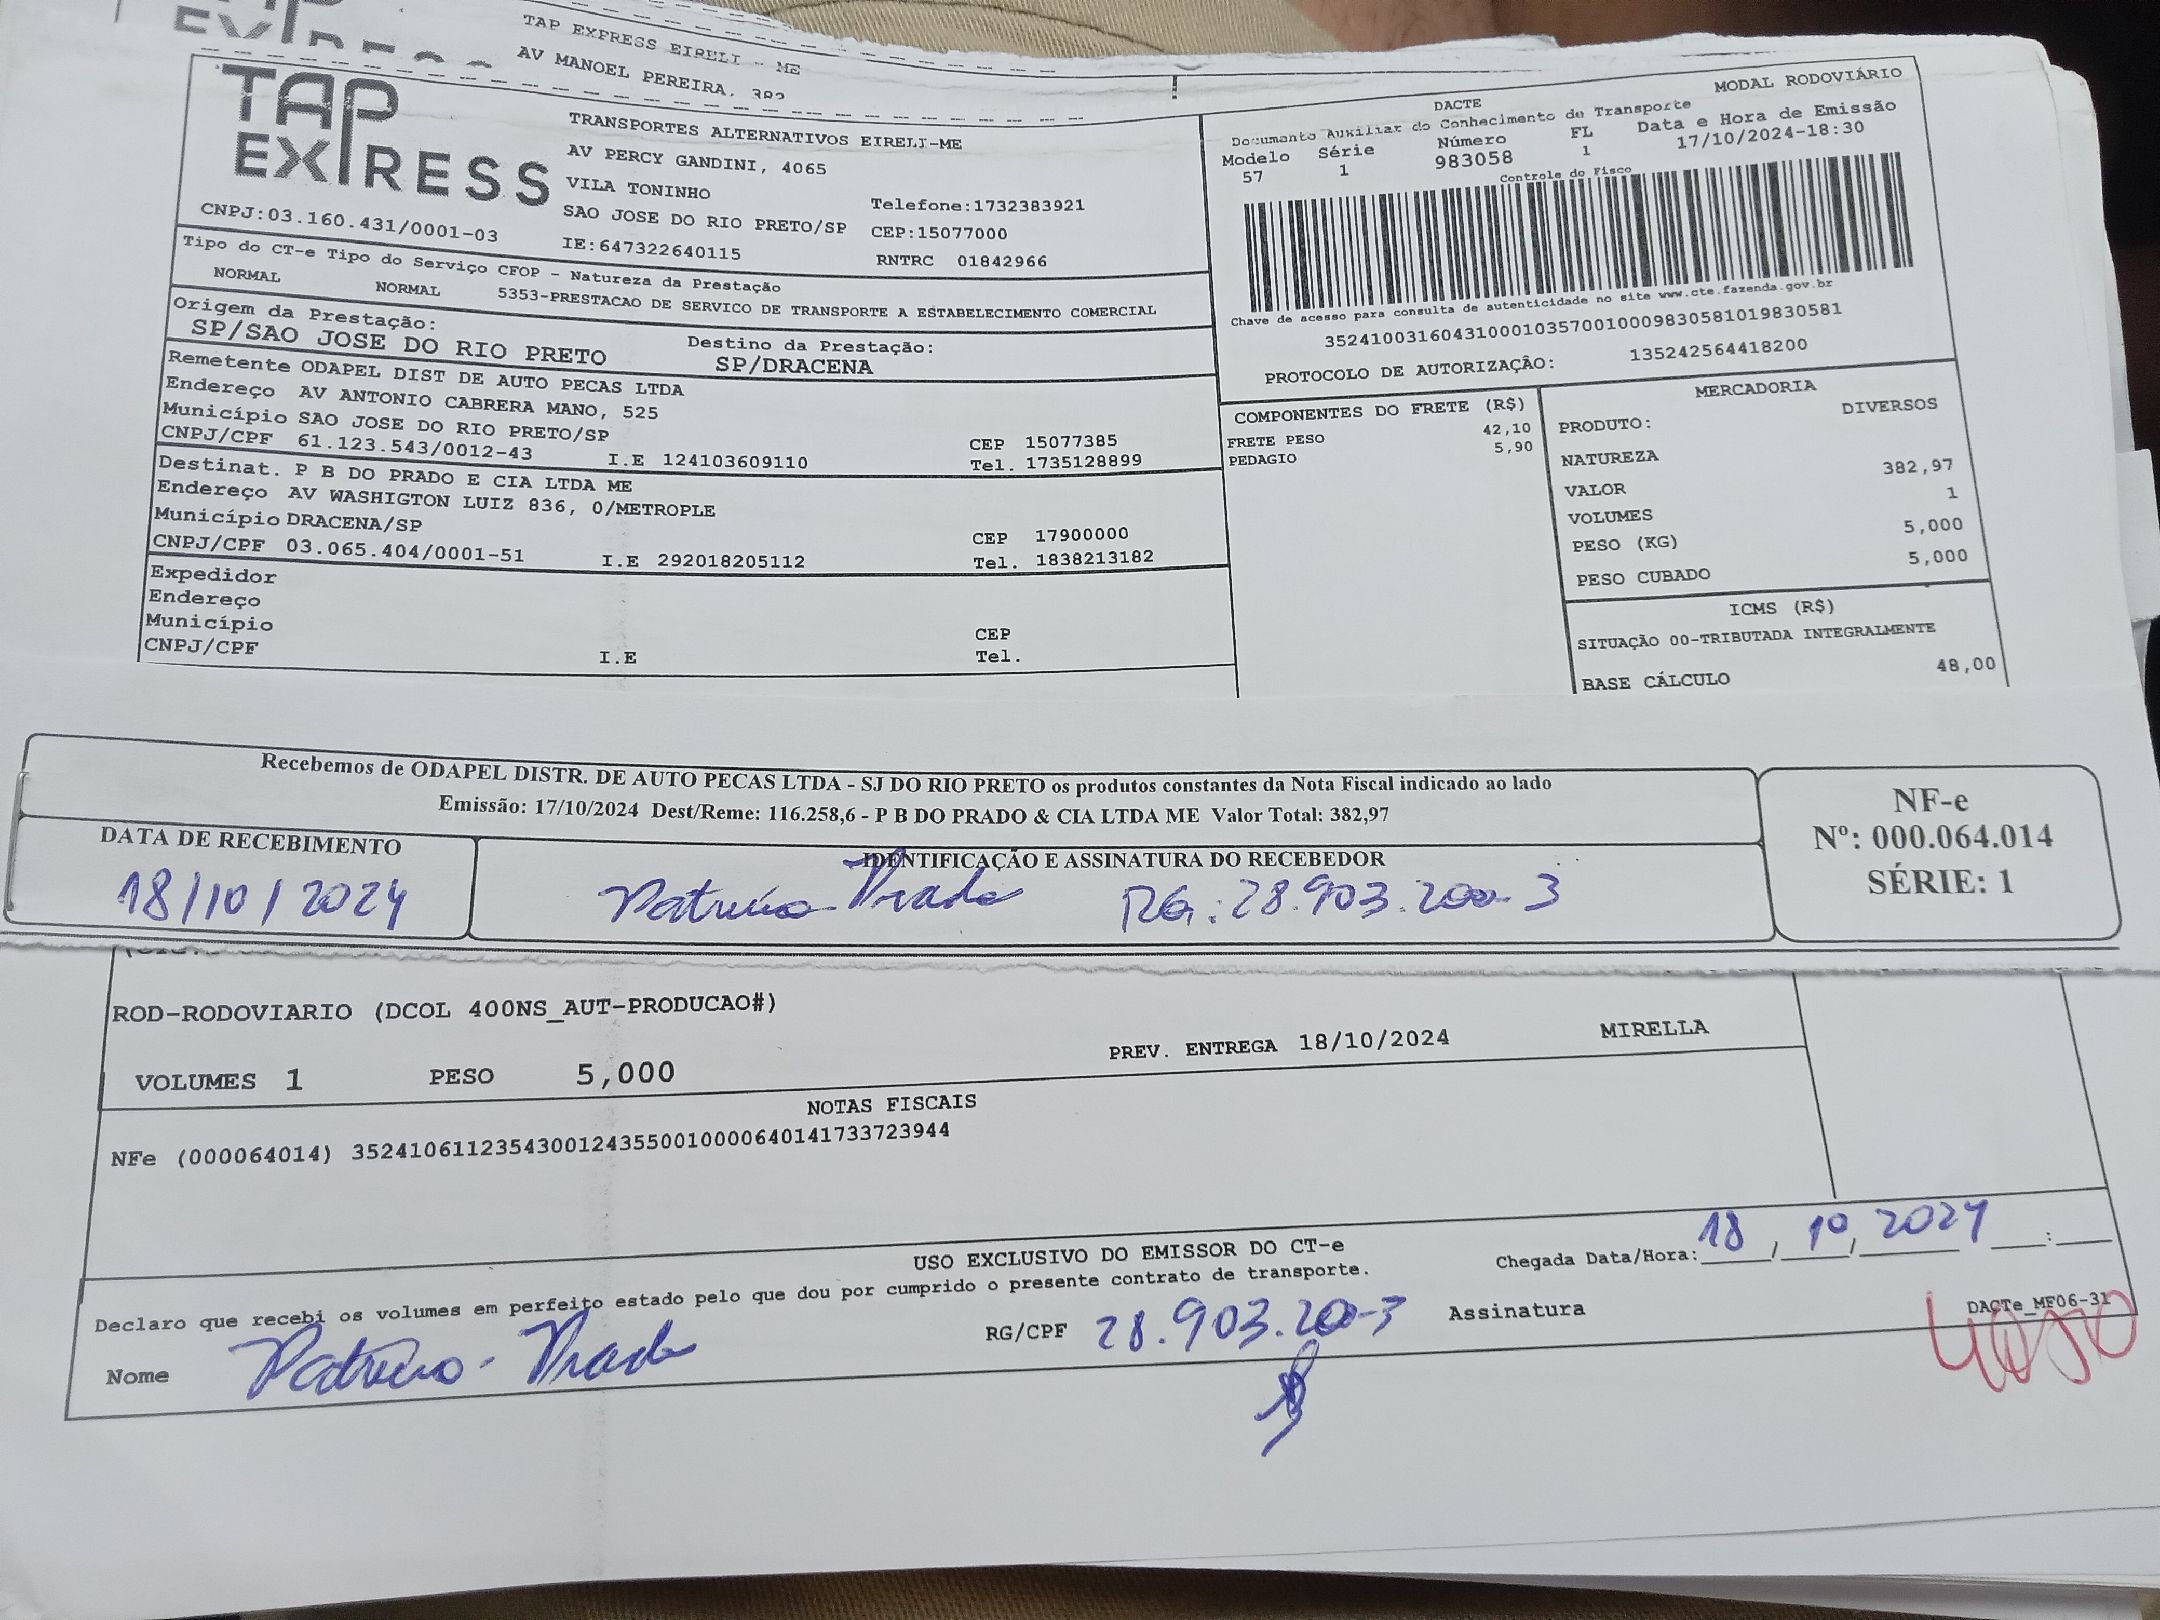 TAP EXPRESS EIRELI - ME
AV MANOEL PEREIRA, 382
TAP
EXPRESS
CNPJ:03.160.431/0001-03
TRANSPORTES ALTERNATIVOS EIRELI-ME
AV PERCY GANDINI, 4065
VILA TONINHO
SAO JOSE DO RIO PRETO/SP
IE:647322640115
Telefone:1732383921
CEP:15077000
RNTRC 01842966
DACTE
MODAL RODOVIÁRIO
Documento Auxiliar do Conhecimento de Transporte
Modelo Série Número FL Data e Hora de Emissão
57 1 983058 1 17/10/2024-18:30
Controle do Fisco
Chave de acesso para consulta de autenticidade no site www.cte.fazenda.gov.br
35241003160431000103570010009830581019830581
PROTOCOLO DE AUTORIZAÇÃO: 135242564418200
Tipo do CT-e Tipo do Serviço CFOP - Natureza da Prestação
NORMAL NORMAL 5353-PRESTACAO DE SERVICO DE TRANSPORTE A ESTABELECIMENTO COMERCIAL
Origem da Prestação: Destino da Prestação:
SP/SAO JOSE DO RIO PRETO SP/DRACENA
Remetente ODAPEL DIST DE AUTO PECAS LTDA
Endereço AV ANTONIO CABRERA MANO, 525
Município SAO JOSE DO RIO PRETO/SP CEP 15077385
CNPJ/CPF 61.123.543/0012-43 I.E 124103609110 Tel. 1735128899
Destinat. P B DO PRADO E CIA LTDA ME
Endereço AV WASHIGTON LUIZ 836, 0/METROPLE
Município DRACENA/SP CEP 17900000
CNPJ/CPF 03.065.404/0001-51 I.E 292018205112 Tel. 1838213182
Expedidor
Endereço
Município CEP
CNPJ/CPF I.E Tel.
COMPONENTES DO FRETE (R$)
FRETE PESO 42,10
PEDAGIO 5,90
MERCADORIA
PRODUTO: DIVERSOS
NATUREZA
VALOR 382,97
VOLUMES 1
PESO (KG) 5,000
PESO CUBADO 5,000
ICMS (R$)
SITUAÇÃO 00-TRIBUTADA INTEGRALMENTE
BASE CÁLCULO 48,00
Recebemos de ODAPEL DISTR. DE AUTO PECAS LTDA - SJ DO RIO PRETO os produtos constantes da Nota Fiscal indicado ao lado
Emissão: 17/10/2024 Dest/Reme: 116.258,6 - P B DO PRADO & CIA LTDA ME Valor Total: 382,97
DATA DE RECEBIMENTO
18/10/2024
IDENTIFICAÇÃO E ASSINATURA DO RECEBEDOR
Patrício Prado RG: 28.903.200-3
NF-e
Nº: 000.064.014
SÉRIE: 1
ROD-RODOVIARIO (DCOL 400NS_AUT-PRODUCAO#)
VOLUMES 1 PESO 5,000 PREV. ENTREGA 18/10/2024 MIRELLA
NOTAS FISCAIS
NFe (000064014) 35241061123543001243550010000640141733723944
USO EXCLUSIVO DO EMISSOR DO CT-e
Declaro que recebi os volumes em perfeito estado pelo que dou por cumprido o presente contrato de transporte.
Chegada Data/Hora: 18/10/2024 :
Nome Patrício Prado RG/CPF 28.903.200-3 Assinatura
DACTe_MF06-31